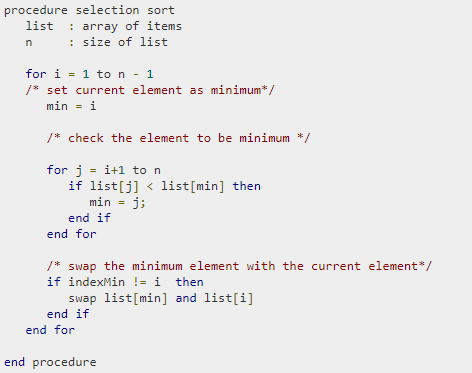 procedure selection sort
   list  : array of items
   n     : size of list

   for i = 1 to n - 1
   /* set current element as minimum*/
      min = i

      /* check the element to be minimum */

      for j = i+1 to n
         if list[j] < list[min] then
            min = j;
         end if
      end for

      /* swap the minimum element with the current element*/
      if indexMin != i  then
         swap list[min] and list[i]
      end if
   end for

end procedure